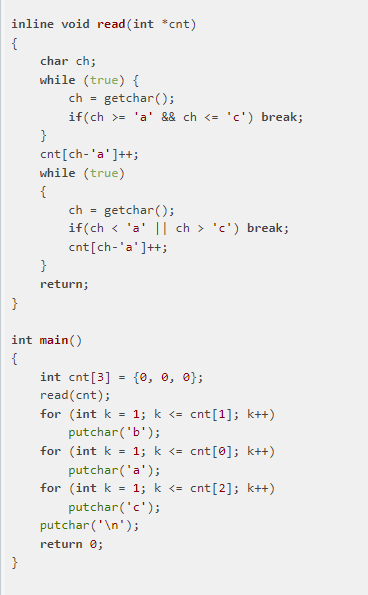 inline void read(int *cnt)
{
    char ch;
    while (true) {
        ch = getchar();
        if(ch >= 'a' && ch <= 'c') break;
    }
    cnt[ch-'a']++;
    while (true)
    {
        ch = getchar();
        if(ch < 'a' || ch > 'c') break;
        cnt[ch-'a']++;
    }
    return;
}

int main()
{
    int cnt[3] = {0, 0, 0};
    read(cnt);
    for (int k = 1; k <= cnt[1]; k++)
        putchar('b');
    for (int k = 1; k <= cnt[0]; k++)
        putchar('a');
    for (int k = 1; k <= cnt[2]; k++)
        putchar('c');
    putchar('\n');
    return 0;
}